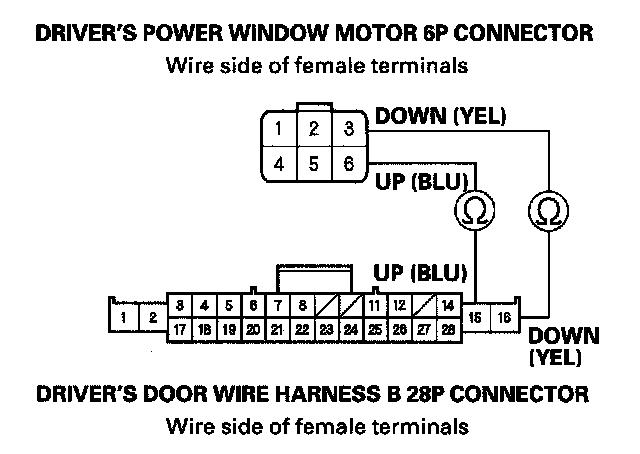 DRIVER'S POWER WINDOW MOTOR 6P CONNECTOR
Wire side of female terminals
DOWN (YEL)
1 2 3
4 5 6
UP (BLU)
Ω Ω
UP (BLU)
3 4 5 6 7 8 11 12 14
1 2 15 16
17 18 19 20 21 22 23 24 25 26 27 28
DOWN
(YEL)
DRIVER'S DOOR WIRE HARNESS B 28P CONNECTOR
Wire side of female terminals